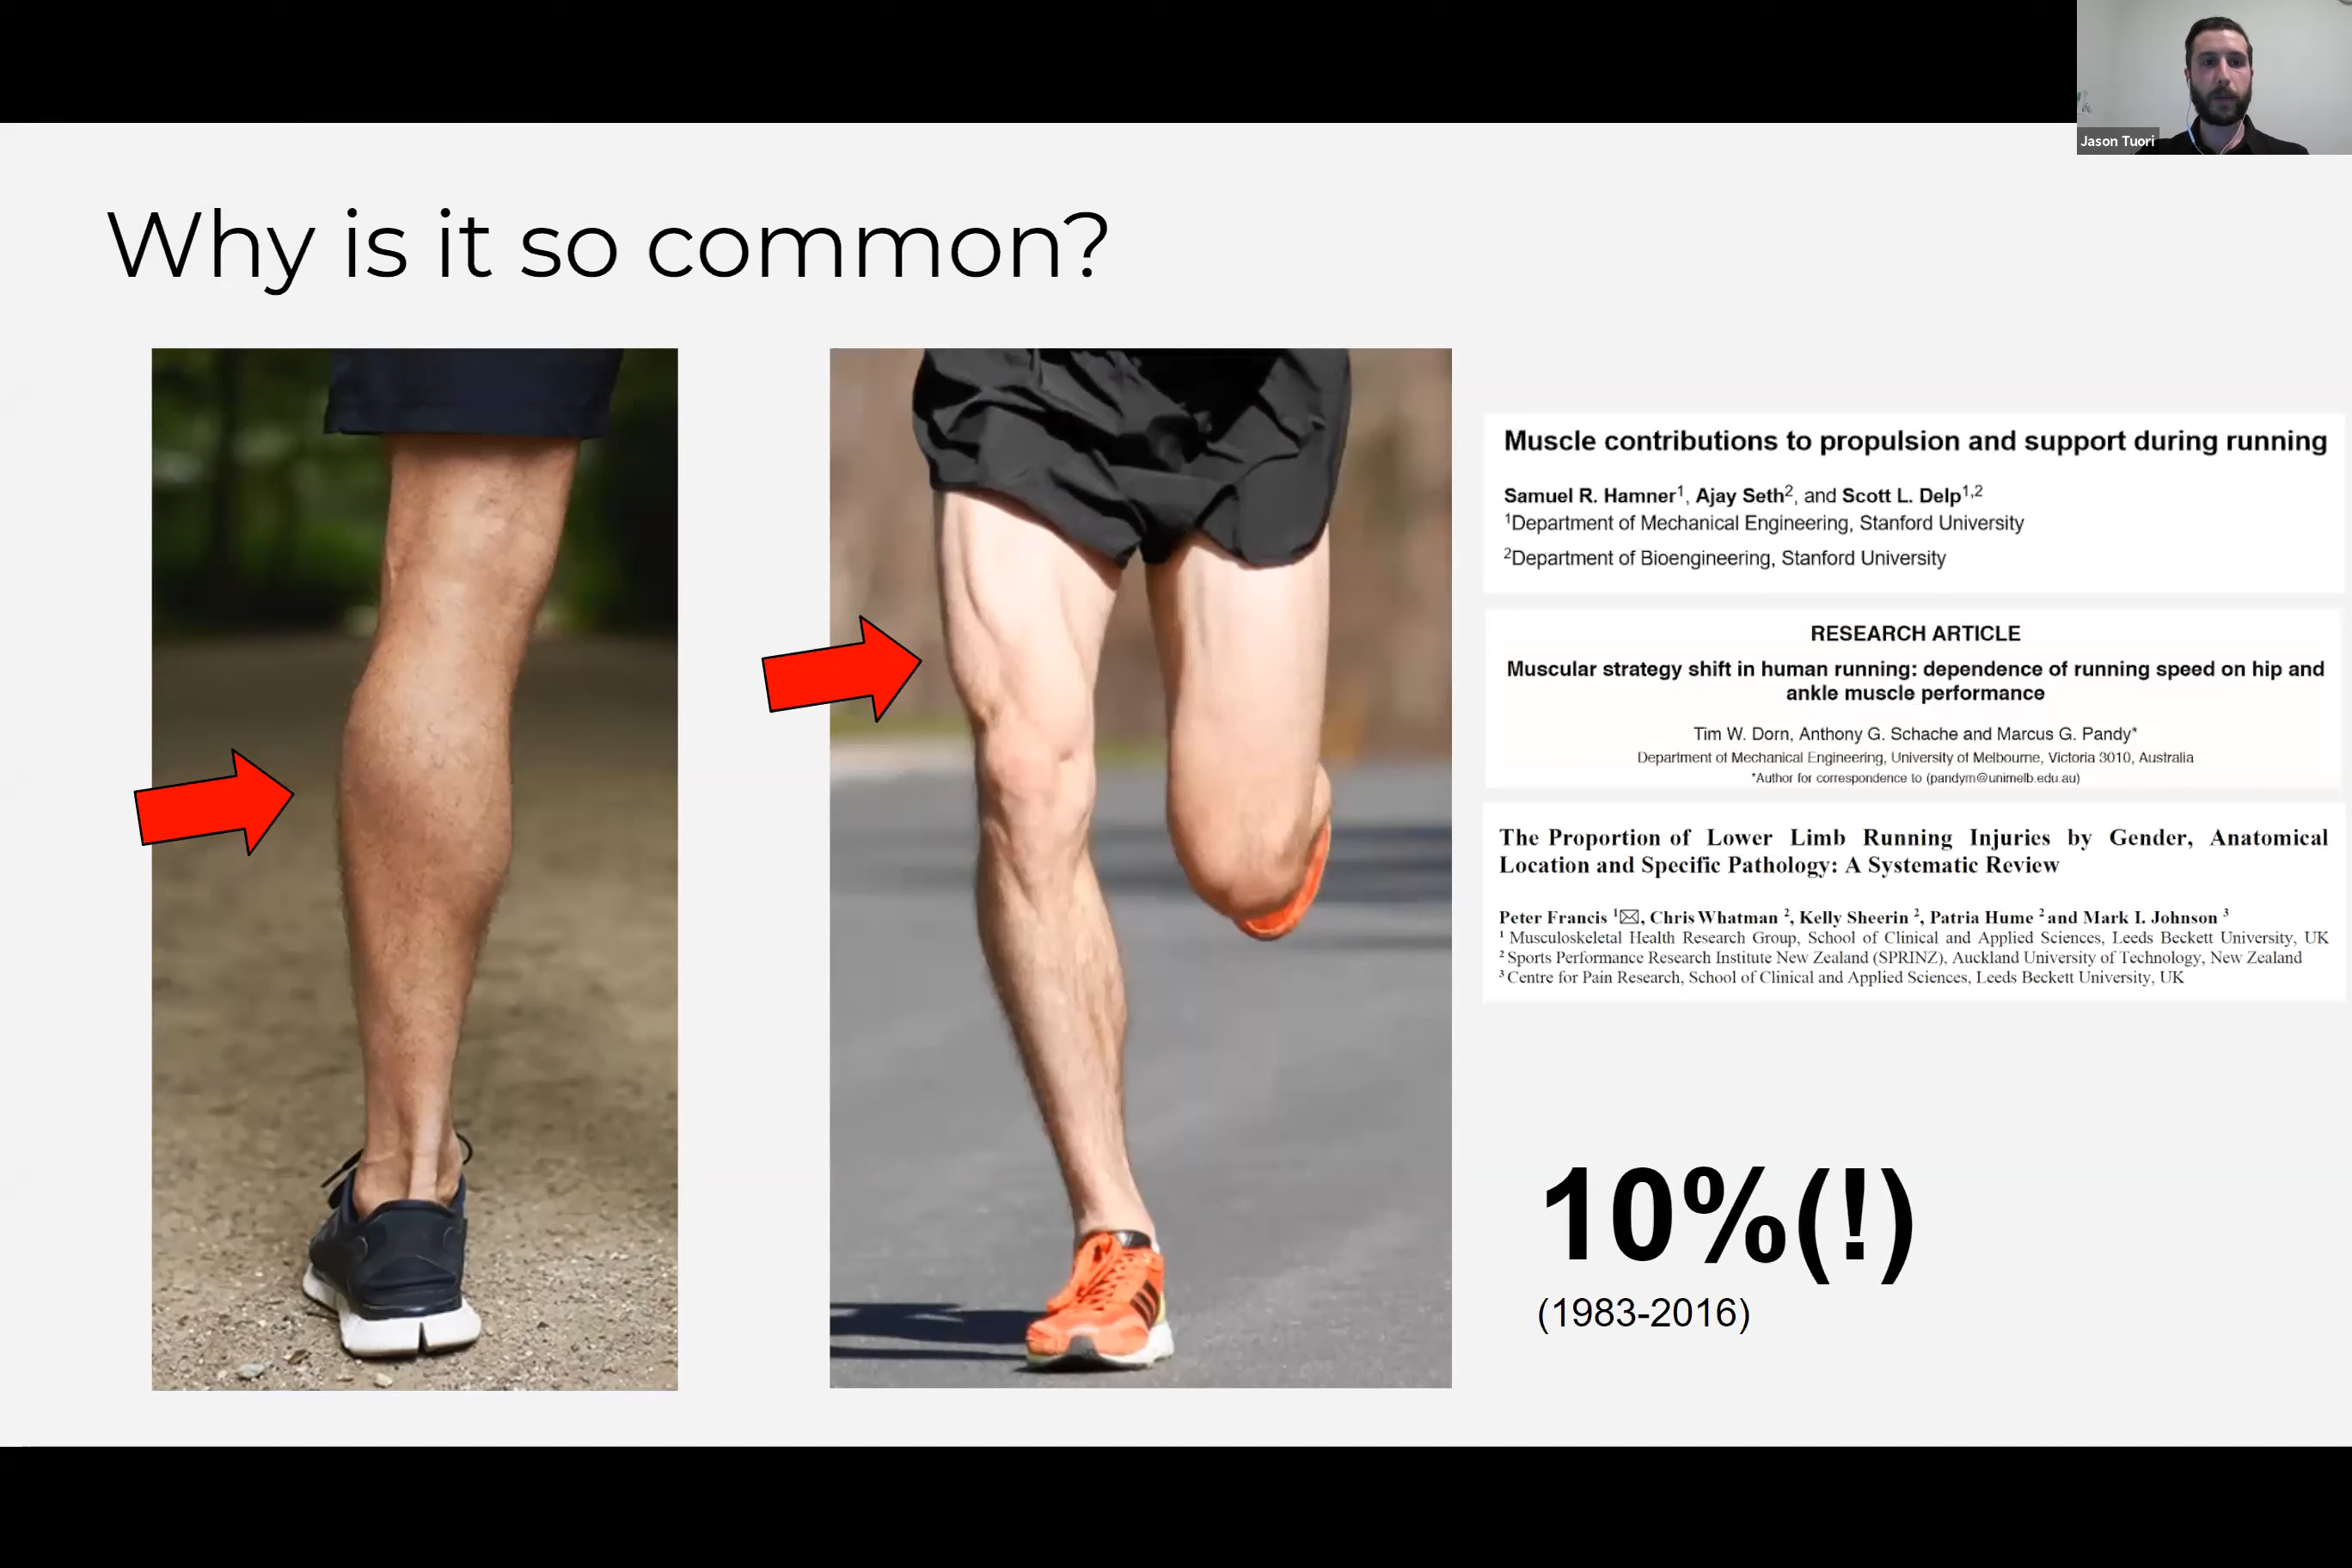 Jason Tuori
Why is it so common?
Muscle contributions to propulsion and support during running
Samuel R. Hamner1, Ajay Seth2, and Scott L. Delp1,2
1Department of Mechanical Engineering, Stanford University
2Department of Bioengineering, Stanford University
RESEARCH ARTICLE
Muscular strategy shift in human running: dependence of running speed on hip and
ankle muscle performance
Tim W. Dorn, Anthony G. Schache and Marcus G. Pandy*
Department of Mechanical Engineering, University of Melbourne, Victoria 3010, Australia
*Author for correspondence to (pandym@unimelb.edu.au)
The Proportion of Lower Limb Running Injuries by Gender, Anatomical
Location and Specific Pathology: A Systematic Review
Peter Francis 1✉, Chris Whatman 2, Kelly Sheerin 2, Patria Hume 2 and Mark I. Johnson 3
1 Musculoskeletal Health Research Group, School of Clinical and Applied Sciences, Leeds Beckett University, UK
2 Sports Performance Research Institute New Zealand (SPRINZ), Auckland University of Technology, New Zealand
3 Centre for Pain Research, School of Clinical and Applied Sciences, Leeds Beckett University, UK
10%(!)
(1983-2016)